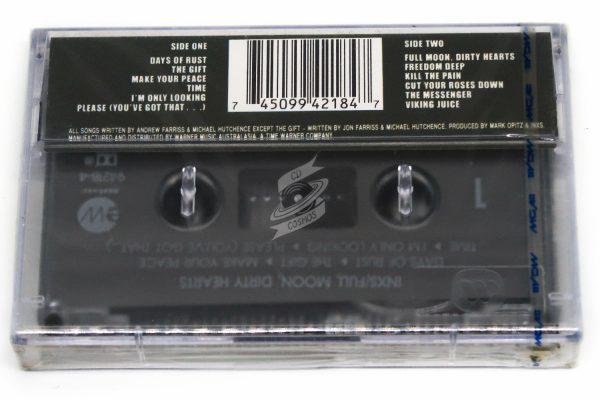 SIDE ONE
DAYS OF RUST
THE GIFT
MAKE YOUR PEACE
TIME
I'M ONLY LOOKING
PLEASE (YOU'VE GOT THAT . . .)
7 45099 42184 7
SIDE TWO
FULL MOON, DIRTY HEARTS
FREEDOM DEEP
KILL THE PAIN
CUT YOUR ROSES DOWN
THE MESSENGER
VIKING JUICE
ALL SONGS WRITTEN BY ANDREW FARRISS & MICHAEL HUTCHENCE EXCEPT THE GIFT - WRITTEN BY JON FARRISS & MICHAEL HUTCHENCE. PRODUCED BY MARK OPITZ & INXS.
MANUFACTURED AND DISTRIBUTED BY WARNER MUSIC AUSTRALASIA, A TIME WARNER COMPANY.
CD
COSMOS
1
TIME • I'M ONLY LOOKING • PLEASE (YOU'VE GOT THAT...)
DAYS OF RUST • THE GIFT • MAKE YOUR PEACE
INXS/FULL MOON, DIRTY HEARTS